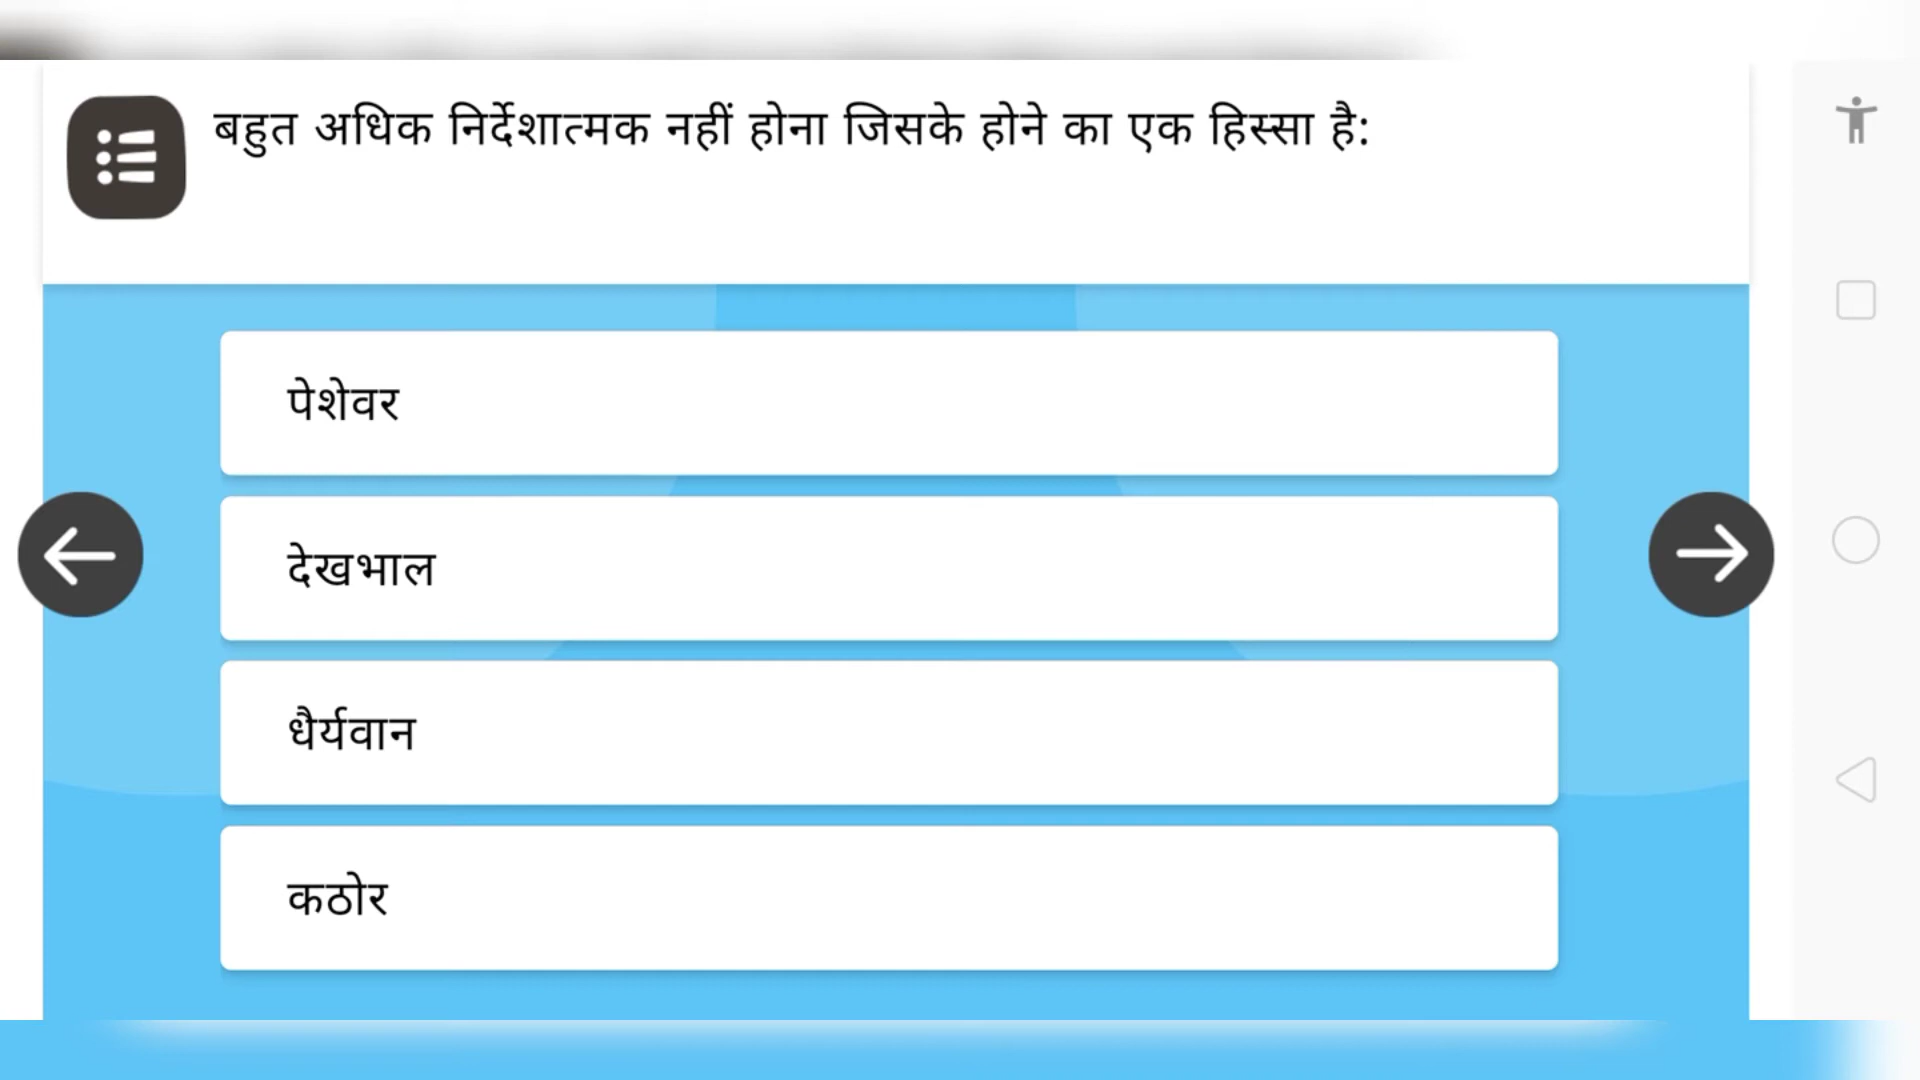 बहुत अधिक निर्देशात्मक नहीं होना जिसके होने का एक हिस्सा है:
पेशेवर
देखभाल
धैर्यवान
कठोर